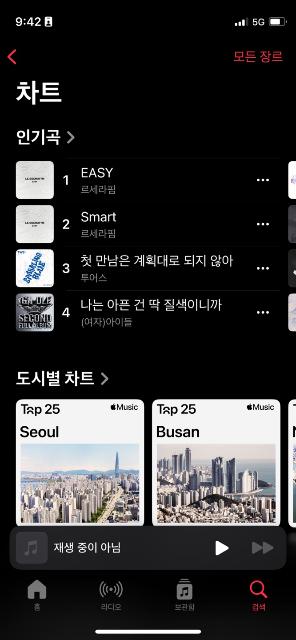 9:42
5G
모든 장르
차트
인기곡
1
EASY
르세라핌
2
Smart
르세라핌
3
첫 만남은 계획대로 되지 않아
투어스
4
나는 아픈 건 딱 질색이니까
(여자)아이들
도시별 차트
Top 25
Music
Seoul
Top 25
Music
Busan
재생 중이 아님
홈
라디오
보관함
검색